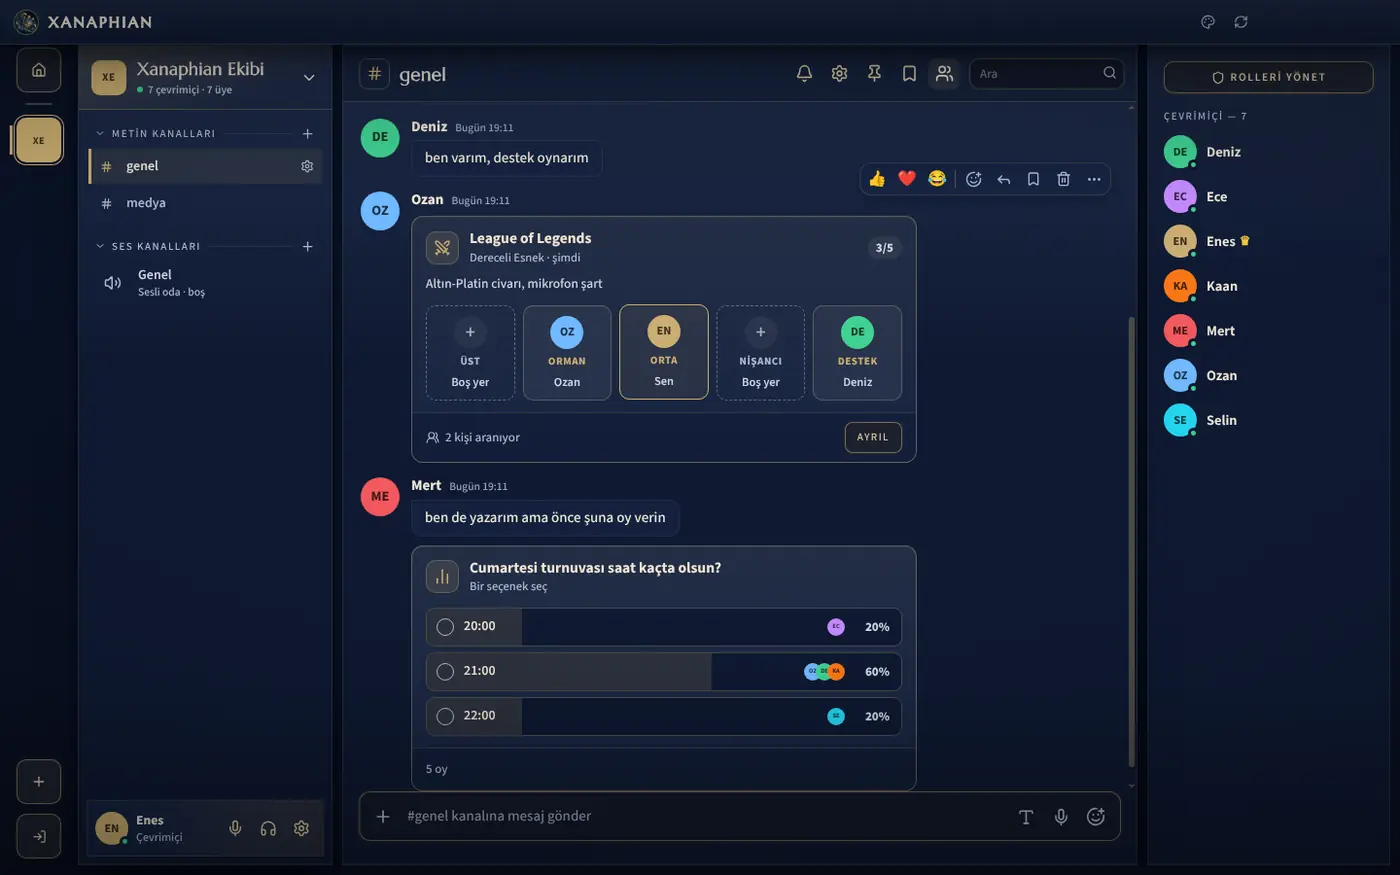 XANAPHIAN
XE
Xanaphian Ekibi
7 çevrimiçi · 7 üye
METİN KANALLARI
# genel
# medya
SES KANALLARI
Genel
Sesli oda · boş
XE
EN
Enes
Çevrimiçi
# genel
Ara
DE
Deniz Bugün 19:11
ben varım, destek oynarım
OZ
Ozan Bugün 19:11
League of Legends
Dereceli Esnek · şimdi
3/5
Altın-Platin civarı, mikrofon şart
+ OZ EN + DE
ÜST ORMAN ORTA NİŞANCI DESTEK
Boş yer Ozan Sen Boş yer Deniz
2 kişi aranıyor
AYRIL
ME
Mert Bugün 19:11
ben de yazarım ama önce şuna oy verin
Cumartesi turnuvası saat kaçta olsun?
Bir seçenek seç
20:00 EC 20%
21:00 OZ DE KA 60%
22:00 SE 20%
5 oy
#genel kanalına mesaj gönder
ROLLERİ YÖNET
ÇEVRİMİÇİ — 7
DE Deniz
EC Ece
EN Enes
KA Kaan
ME Mert
OZ Ozan
SE Selin